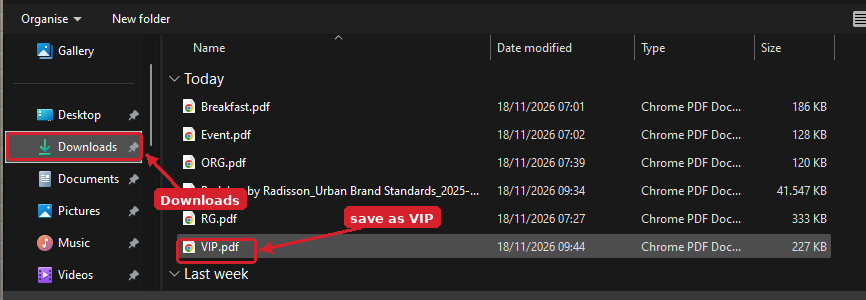 Organise New folder
Gallery
Name Date modified Type Size
Today
Desktop
Breakfast.pdf 18/11/2026 07:01 Chrome PDF Doc... 186 KB
Event.pdf 18/11/2026 07:02 Chrome PDF Doc... 128 KB
Downloads
ORG.pdf 18/11/2026 07:39 Chrome PDF Doc... 120 KB
Documents
by Radisson_Urban Brand Standards_2025-... 18/11/2026 09:34 Chrome PDF Doc... 41.547 KB
Downloads
Pictures
RG.pdf 18/11/2026 07:27 Chrome PDF Doc... 333 KB
save as VIP
Music
VIP.pdf 18/11/2026 09:44 Chrome PDF Doc... 227 KB
Videos
Last week